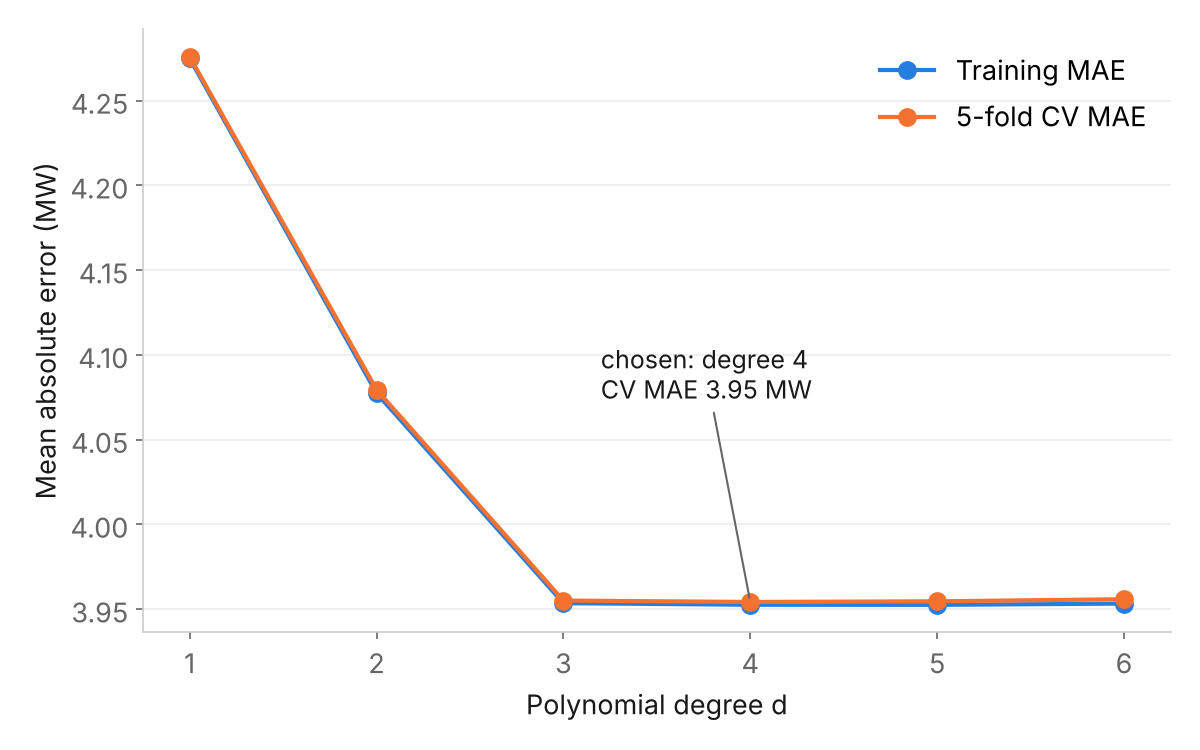 Training MAE
5-fold CV MAE
4.25
4.20
4.15
4.10
4.05
4.00
3.95
Mean absolute error (MW)
chosen: degree 4
CV MAE 3.95 MW
1 2 3 4 5 6
Polynomial degree d